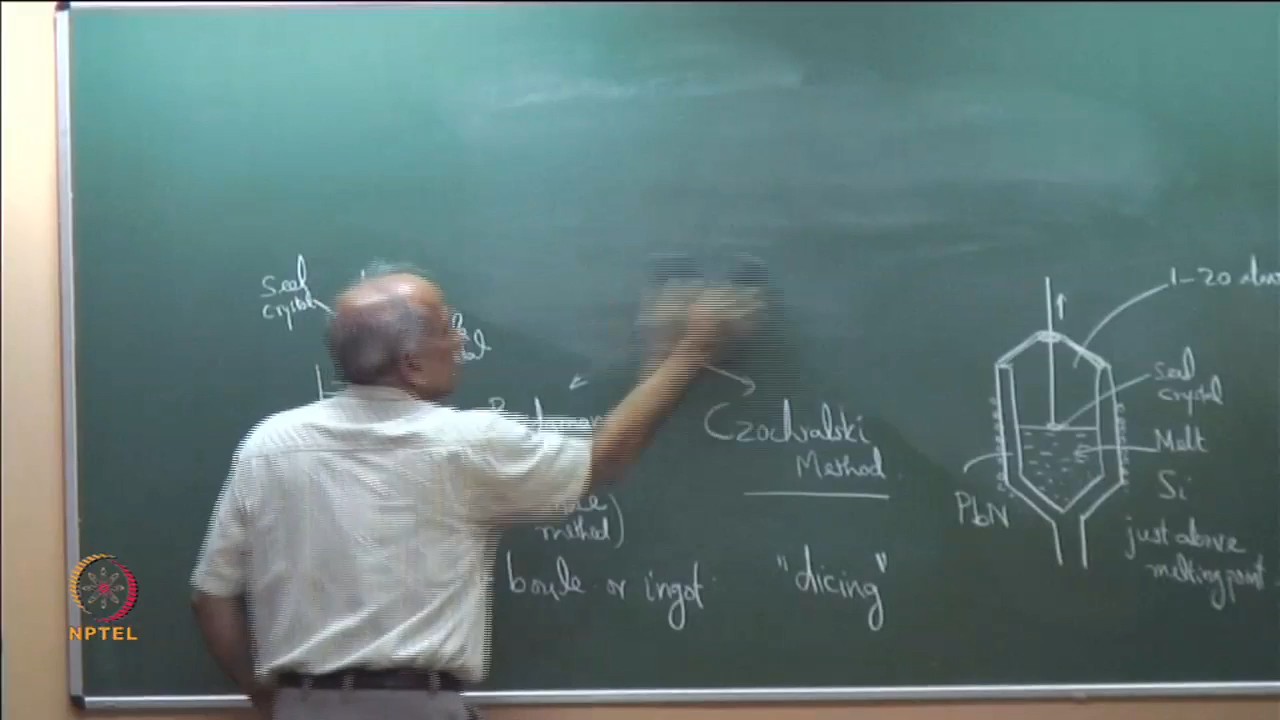 seed
crystal
Czochralski
Method
method)
boule or ingot
"dicing"
1-20
seed
crystal
Melt
Si
PbN
just above
melting point
NPTEL